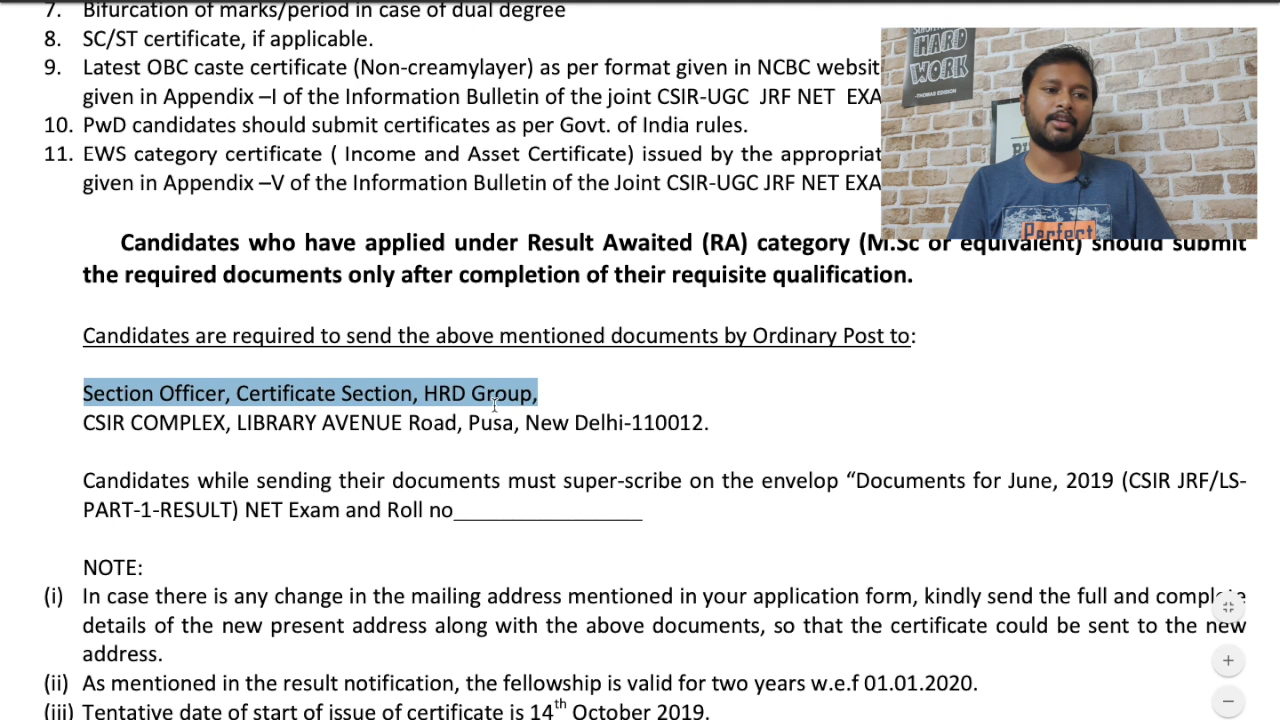 7. Bifurcation of marks/period in case of dual degree
8. SC/ST certificate, if applicable.
9. Latest OBC caste certificate (Non-creamylayer) as per format given in NCBC websit
given in Appendix –I of the Information Bulletin of the joint CSIR-UGC JRF NET EXA
10. PwD candidates should submit certificates as per Govt. of India rules.
11. EWS category certificate ( Income and Asset Certificate) issued by the appropriat
given in Appendix –V of the Information Bulletin of the Joint CSIR-UGC JRF NET EXA
HARD
WORK
-THOMAS EDISON
Perfect
Candidates who have applied under Result Awaited (RA) category (M.Sc or equivalent) should submit
the required documents only after completion of their requisite qualification.
Candidates are required to send the above mentioned documents by Ordinary Post to:
Section Officer, Certificate Section, HRD Group,
CSIR COMPLEX, LIBRARY AVENUE Road, Pusa, New Delhi-110012.
Candidates while sending their documents must super-scribe on the envelop “Documents for June, 2019 (CSIR JRF/LS-
PART-1-RESULT) NET Exam and Roll no________________
NOTE:
(i) In case there is any change in the mailing address mentioned in your application form, kindly send the full and complete
details of the new present address along with the above documents, so that the certificate could be sent to the new
address.
(ii) As mentioned in the result notification, the fellowship is valid for two years w.e.f 01.01.2020.
(iii) Tentative date of start of issue of certificate is 14th October 2019.